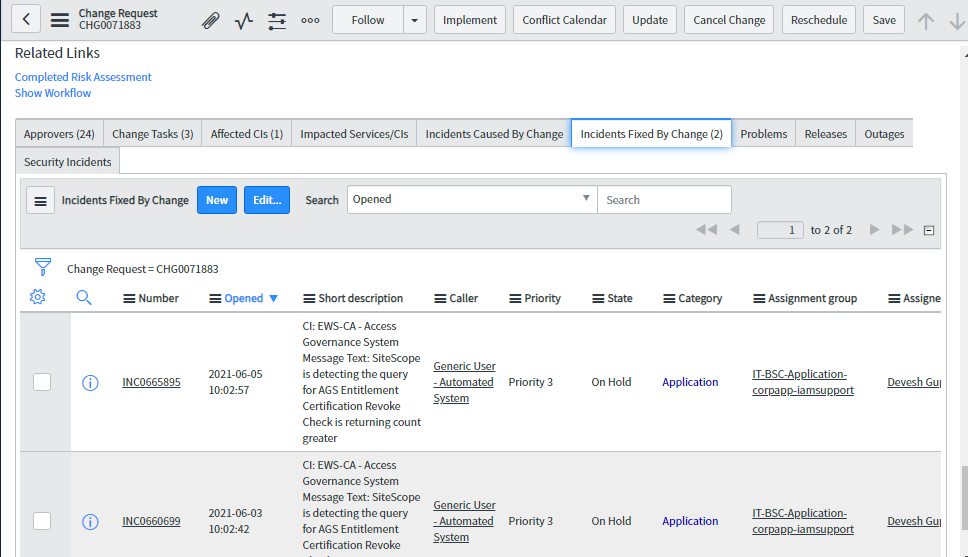 Change Request
CHG0071883
Follow
Implement
Conflict Calendar
Update
Cancel Change
Reschedule
Save
Related Links
Completed Risk Assessment
Show Workflow
Approvers (24)
Change Tasks (3)
Affected CIs (1)
Impacted Services/CIs
Incidents Caused By Change
Incidents Fixed By Change (2)
Problems
Releases
Outages
Security Incidents
Incidents Fixed By Change
New
Edit...
Search
Opened
Search
1
to 2 of 2
Change Request = CHG0071883
Number
Opened
Short description
Caller
Priority
State
Category
Assignment group
Assigne
INC0665895
2021-06-05
10:02:57
CI: EWS-CA - Access
Governance System
Message Text: SiteScope
is detecting the query
for AGS Entitlement
Certification Revoke
Check is returning count
greater
Generic User
- Automated
System
Priority 3
On Hold
Application
IT-BSC-Application-
corpapp-iamsupport
Devesh Gu
INC0660699
2021-06-03
10:02:42
CI: EWS-CA - Access
Governance System
Message Text: SiteScope
is detecting the query
for AGS Entitlement
Certification Revoke
Generic User
- Automated
System
Priority 3
On Hold
Application
IT-BSC-Application-
corpapp-iamsupport
Devesh Gu